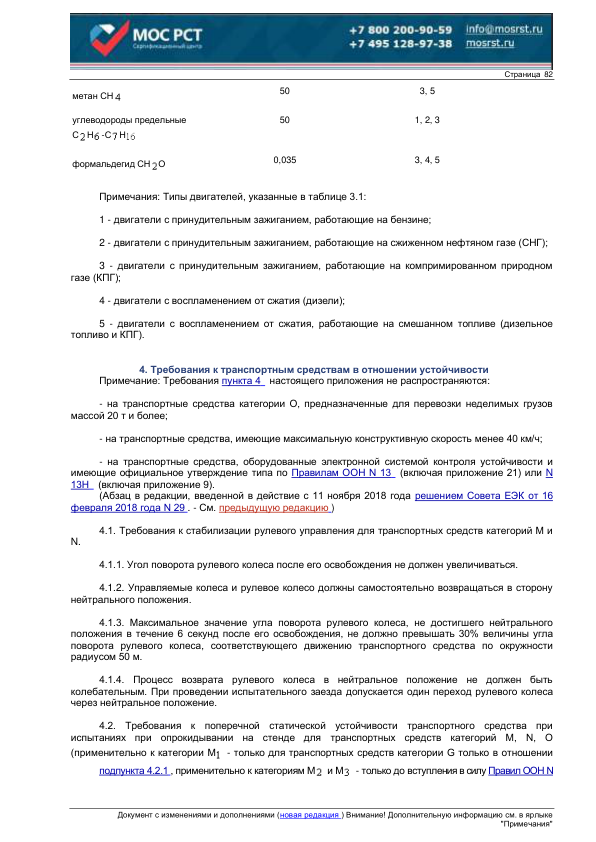 МОС РСТ
Сертификационный центр
+7 800 200-90-59 info@mosrst.ru
+7 495 128-97-38 mosrst.ru
Страница 82
метан CH 4 50 3, 5
углеводороды предельные 50 1, 2, 3
C 2 H 6 -C 7 H 16
формальдегид CH 2 O 0,035 3, 4, 5
Примечания: Типы двигателей, указанные в таблице 3.1:
1 - двигатели с принудительным зажиганием, работающие на бензине;
2 - двигатели с принудительным зажиганием, работающие на сжиженном нефтяном газе (СНГ);
3 - двигатели с принудительным зажиганием, работающие на компримированном природном
газе (КПГ);
4 - двигатели с воспламенением от сжатия (дизели);
5 - двигатели с воспламенением от сжатия, работающие на смешанном топливе (дизельное
топливо и КПГ).
4. Требования к транспортным средствам в отношении устойчивости
Примечание: Требования пункта 4 настоящего приложения не распространяются:
- на транспортные средства категории О, предназначенные для перевозки неделимых грузов
массой 20 т и более;
- на транспортные средства, имеющие максимальную конструктивную скорость менее 40 км/ч;
- на транспортные средства, оборудованные электронной системой контроля устойчивости и
имеющие официальное утверждение типа по Правилам ООН N 13 (включая приложение 21) или N
13Н (включая приложение 9).
(Абзац в редакции, введенной в действие с 11 ноября 2018 года решением Совета ЕЭК от 16
февраля 2018 года N 29 . - См. предыдущую редакцию )
4.1. Требования к стабилизации рулевого управления для транспортных средств категорий M и
N.
4.1.1. Угол поворота рулевого колеса после его освобождения не должен увеличиваться.
4.1.2. Управляемые колеса и рулевое колесо должны самостоятельно возвращаться в сторону
нейтрального положения.
4.1.3. Максимальное значение угла поворота рулевого колеса, не достигшего нейтрального
положения в течение 6 секунд после его освобождения, не должно превышать 30% величины угла
поворота рулевого колеса, соответствующего движению транспортного средства по окружности
радиусом 50 м.
4.1.4. Процесс возврата рулевого колеса в нейтральное положение не должен быть
колебательным. При проведении испытательного заезда допускается один переход рулевого колеса
через нейтральное положение.
4.2. Требования к поперечной статической устойчивости транспортного средства при
испытаниях при опрокидывании на стенде для транспортных средств категорий M, N, O
(применительно к категории M 1 - только для транспортных средств категории G только в отношении
подпункта 4.2.1 , применительно к категориям M 2 и M 3 - только до вступления в силу Правил ООН N
Документ с изменениями и дополнениями (новая редакция ) Внимание! Дополнительную информацию см. в ярлыке
"Примечания"